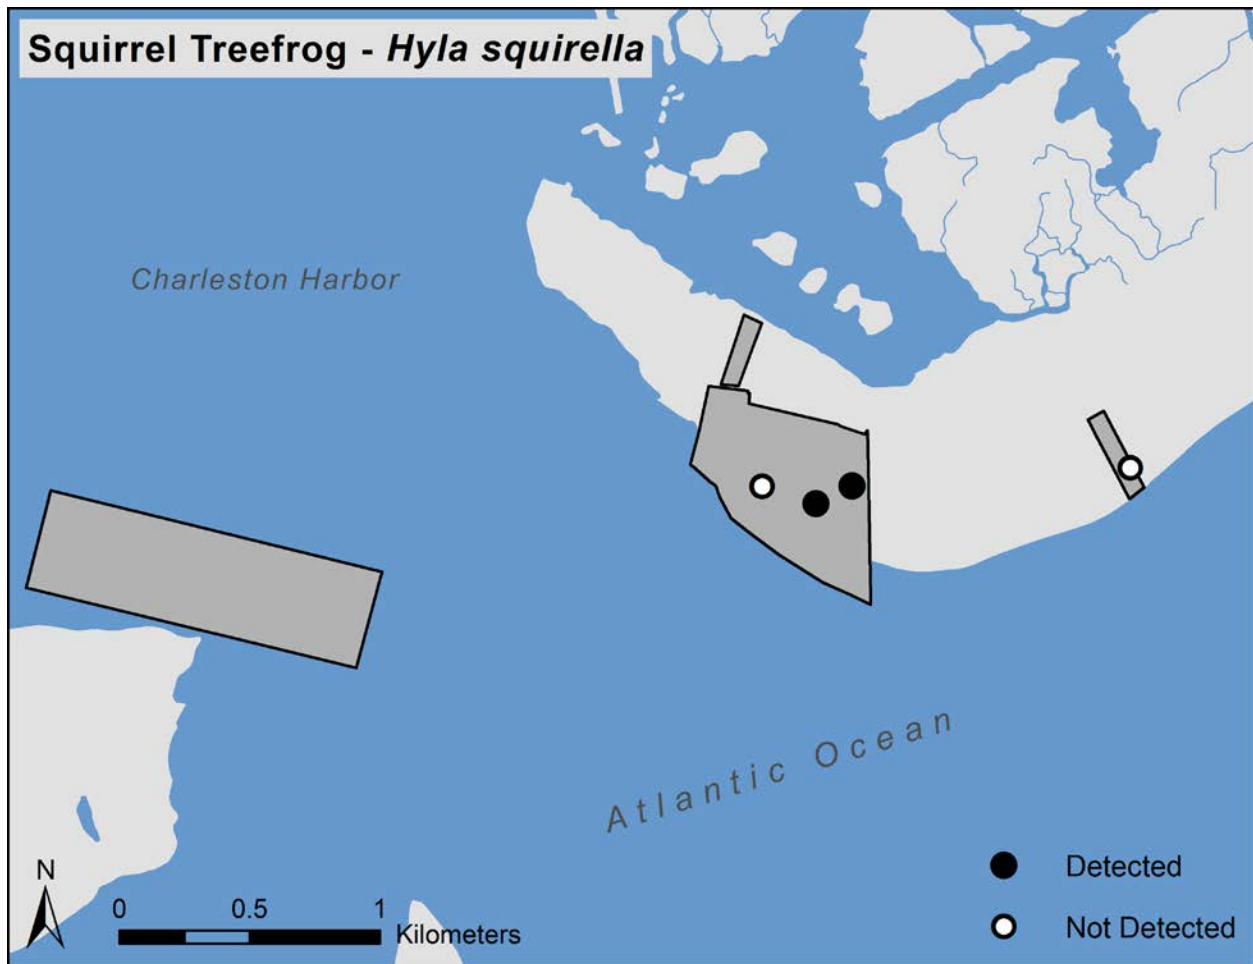 Squirrel Treefrog - Hyla squirella
Charleston Harbor
Atlantic Ocean
N
0 0.5 1
Kilometers
Detected
Not Detected